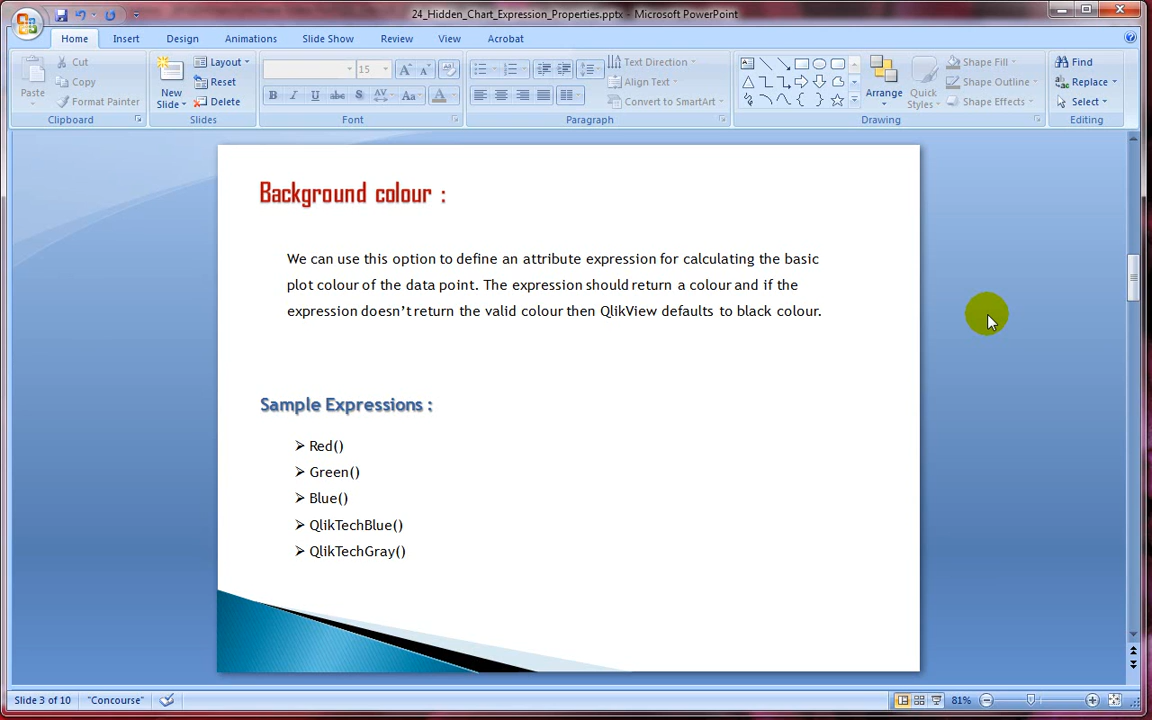 24_Hidden_Chart_Expression_Properties.pptx - Microsoft PowerPoint
Home Insert Design Animations Slide Show Review View Acrobat
Paste
Cut
Copy
Format Painter
Clipboard
New
Slide
Layout
Reset
Delete
Slides
15
A A
B I U abc S AV Aa A
Font
Text Direction
Align Text
Convert to SmartArt
Paragraph
Arrange
Quick
Styles
Shape Fill
Shape Outline
Shape Effects
Drawing
Find
Replace
Select
Editing
Background colour :
We can use this option to define an attribute expression for calculating the basic
plot colour of the data point. The expression should return a colour and if the
expression doesn’t return the valid colour then QlikView defaults to black colour.
Sample Expressions :
➢ Red()
➢ Green()
➢ Blue()
➢ QlikTechBlue()
➢ QlikTechGray()
Slide 3 of 10 "Concourse" 81%